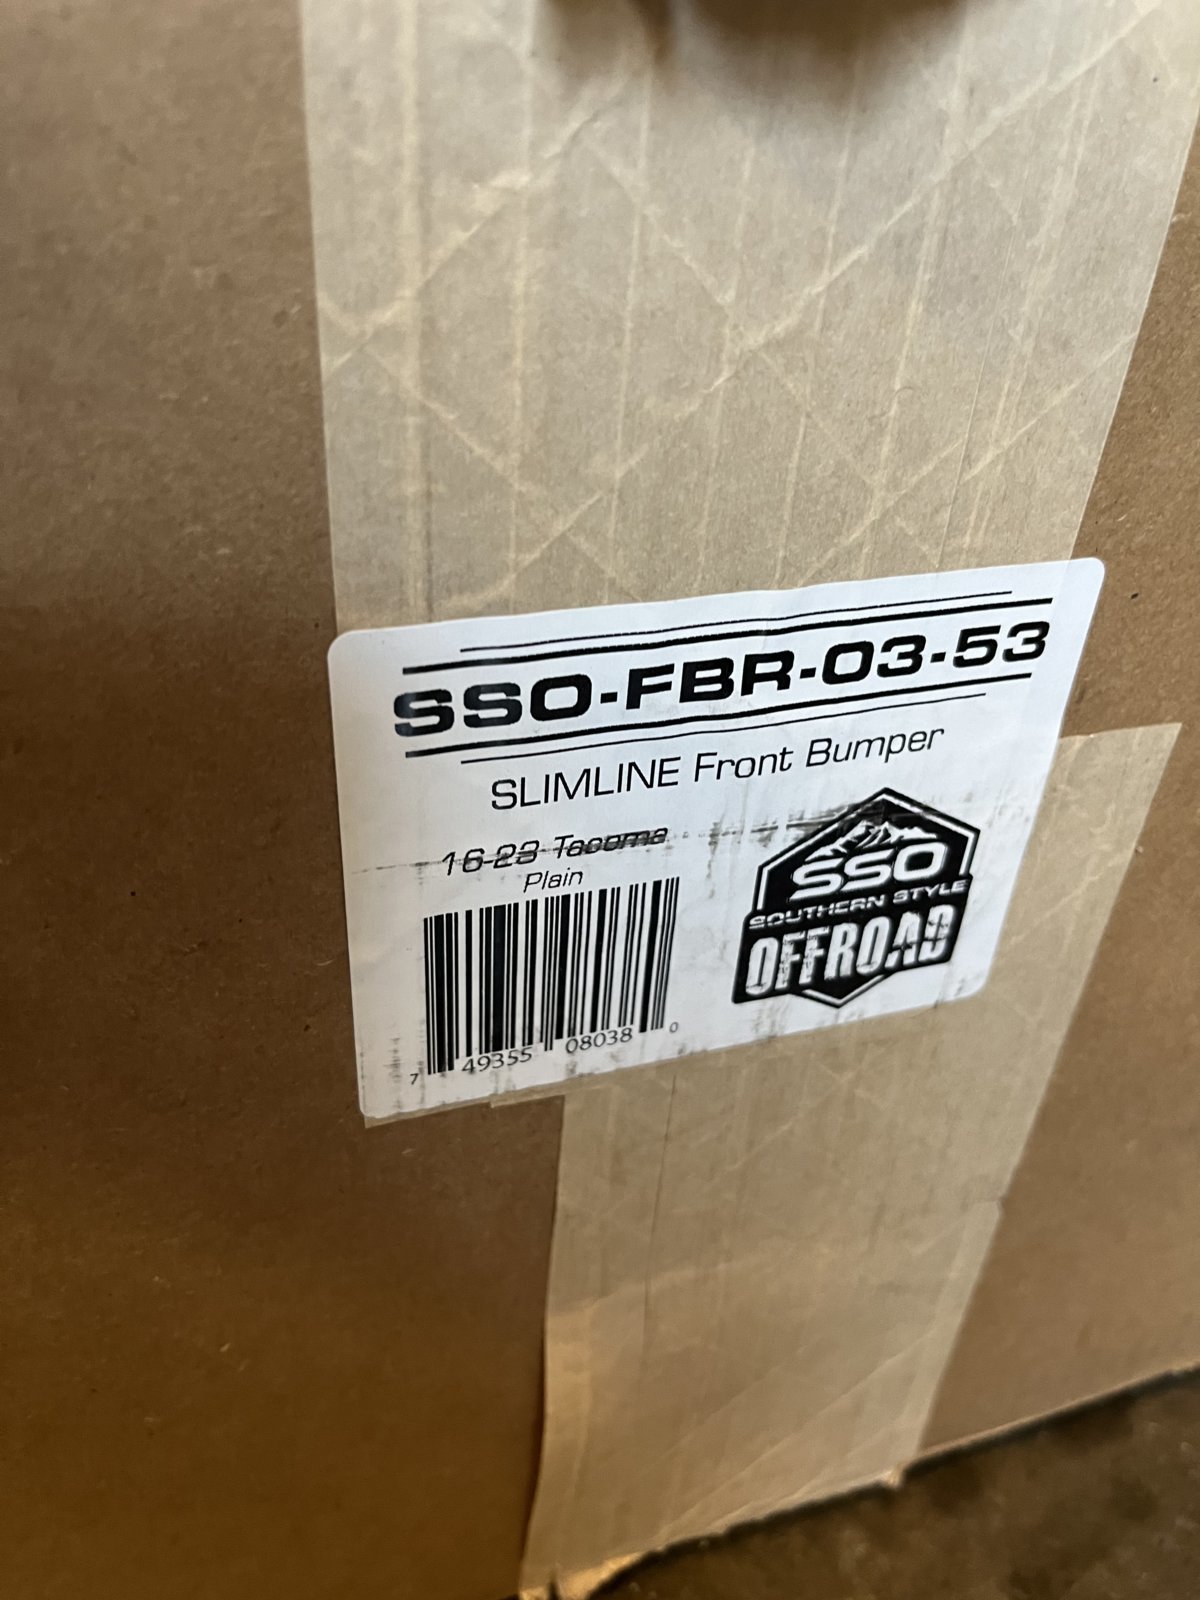 SSO-FBR-03-53
SLIMLINE Front Bumper
16-23 Tacoma
Plain
7 49355 08038 0
SSO
SOUTHERN STYLE
OFFROAD